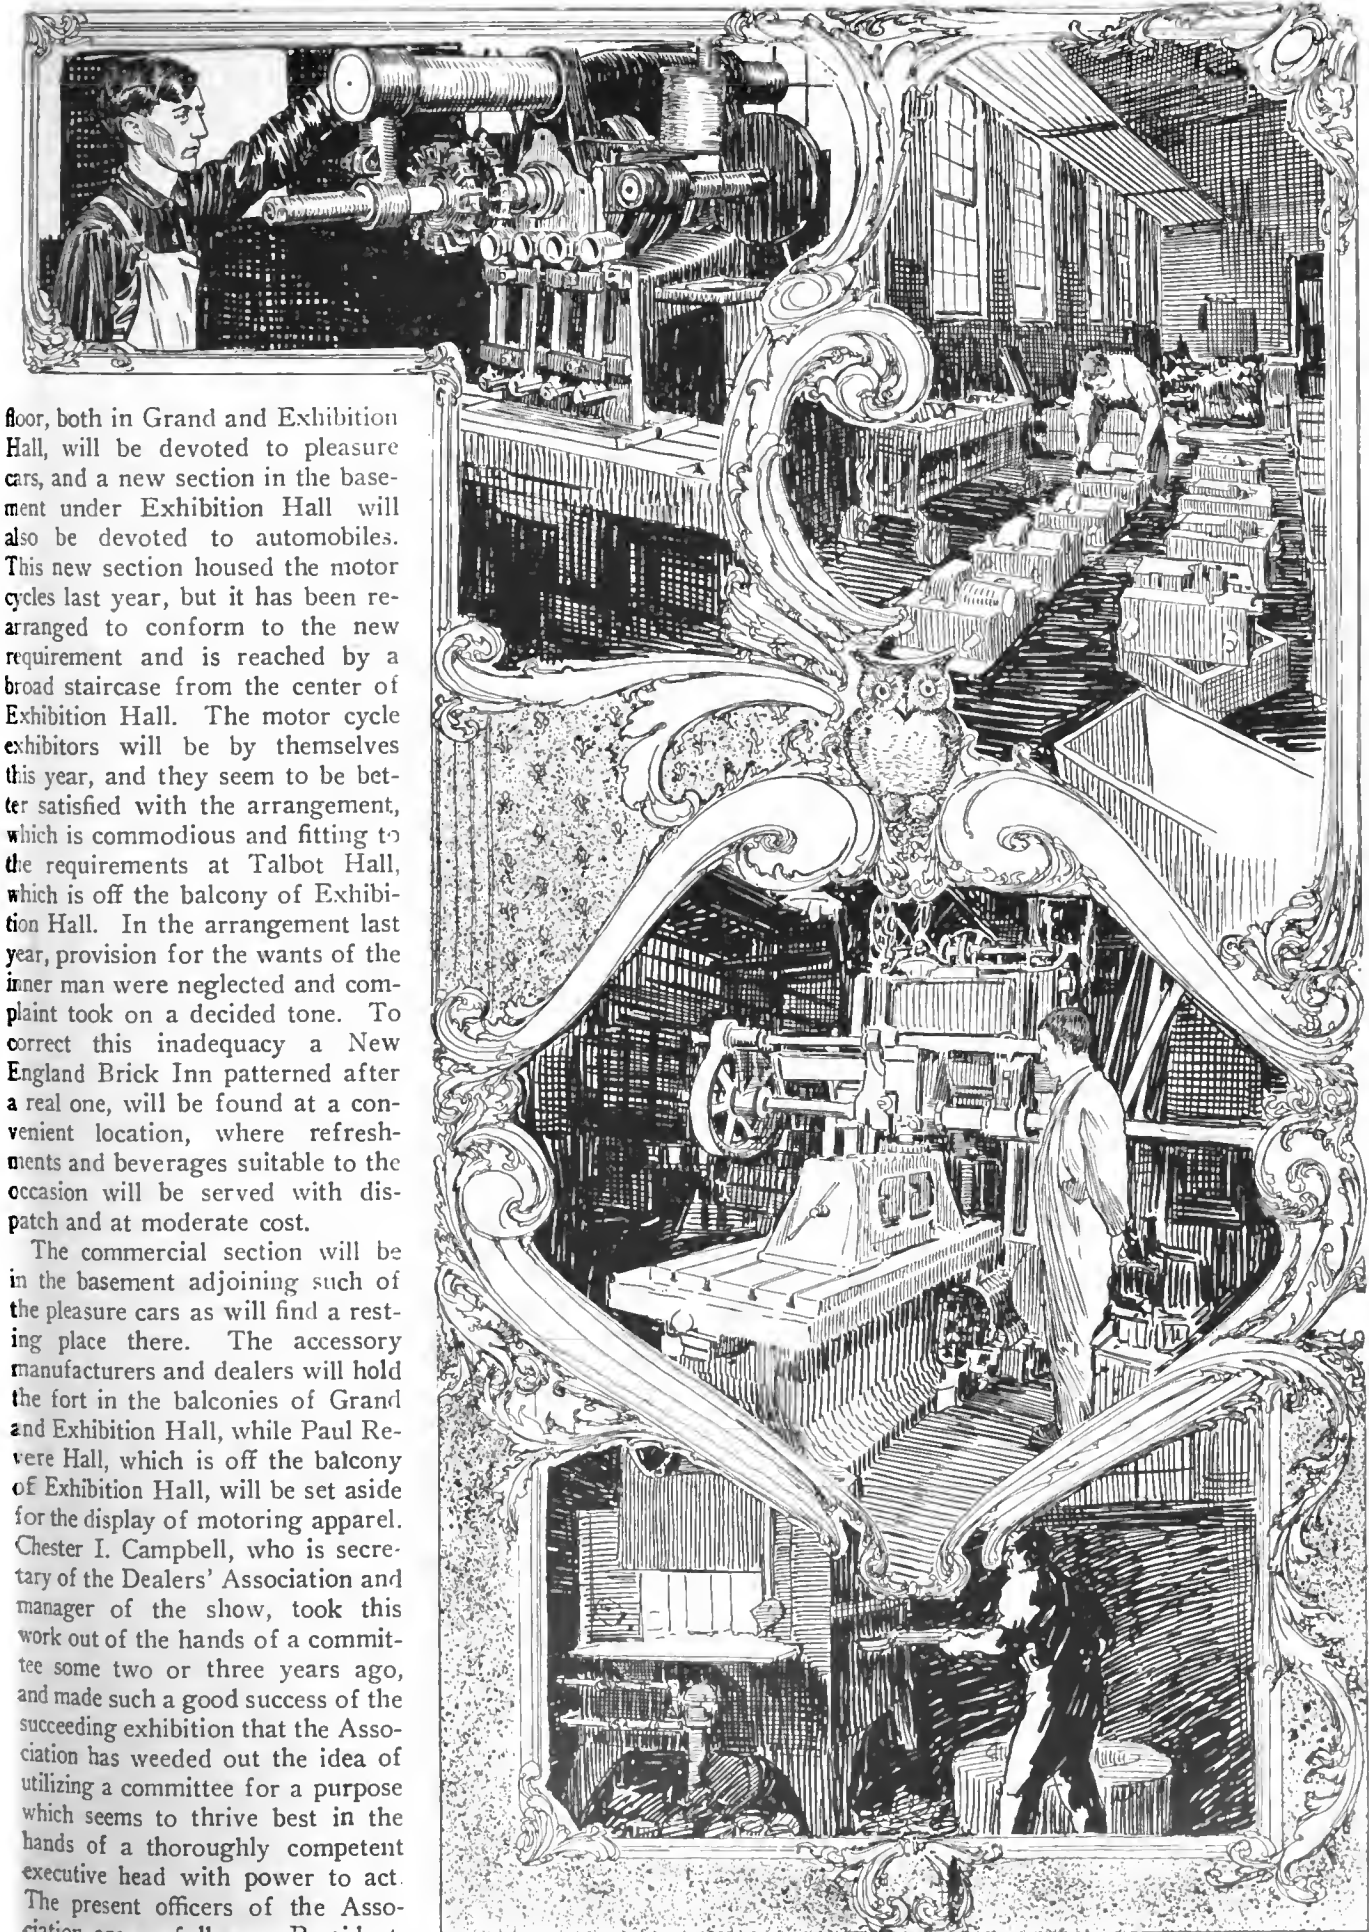 floor, both in Grand and Exhibition
Hall, will be devoted to pleasure
cars, and a new section in the base-
ment under Exhibition Hall will
also be devoted to automobiles.
This new section housed the motor
cycles last year, but it has been re-
arranged to conform to the new
requirement and is reached by a
broad staircase from the center of
Exhibition Hall. The motor cycle
exhibitors will be by themselves
this year, and they seem to be bet-
ter satisfied with the arrangement,
which is commodious and fitting to
the requirements at Talbot Hall,
which is off the balcony of Exhibi-
tion Hall. In the arrangement last
year, provision for the wants of the
inner man were neglected and com-
plaint took on a decided tone. To
correct this inadequacy a New
England Brick Inn patterned after
a real one, will be found at a con-
venient location, where refresh-
ments and beverages suitable to the
occasion will be served with dis-
patch and at moderate cost.
The commercial section will be
in the basement adjoining such of
the pleasure cars as will find a rest-
ing place there. The accessory
manufacturers and dealers will hold
the fort in the balconies of Grand
and Exhibition Hall, while Paul Re-
vere Hall, which is off the balcony
of Exhibition Hall, will be set aside
for the display of motoring apparel.
Chester I. Campbell, who is secre-
tary of the Dealers' Association and
manager of the show, took this
work out of the hands of a commit-
tee some two or three years ago,
and made such a good success of the
succeeding exhibition that the Asso-
ciation has weeded out the idea of
utilizing a committee for a purpose
which seems to thrive best in the
hands of a thoroughly competent
executive head with power to act.
The present officers of the Asso-